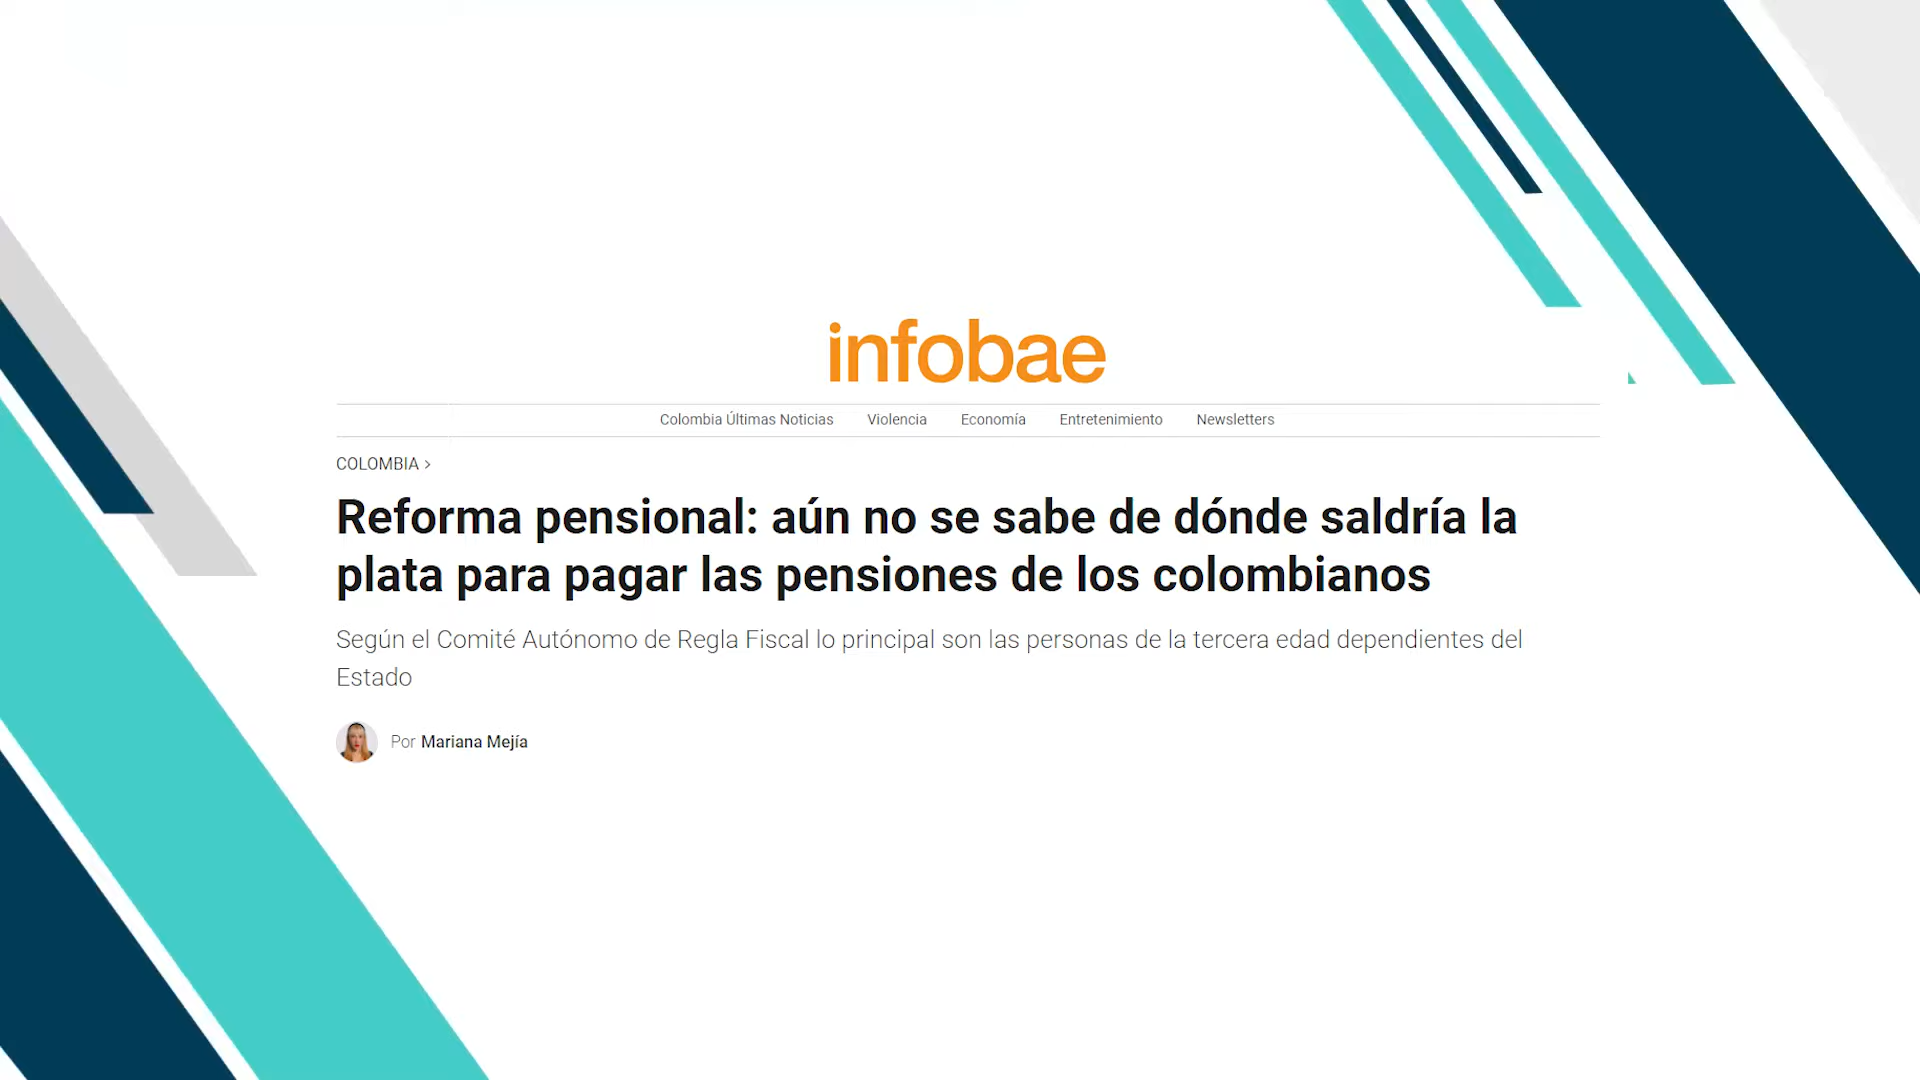 infobae
Colombia Últimas Noticias Violencia Economía Entretenimiento Newsletters
COLOMBIA >
Reforma pensional: aún no se sabe de dónde saldría la
plata para pagar las pensiones de los colombianos
Según el Comité Autónomo de Regla Fiscal lo principal son las personas de la tercera edad dependientes del
Estado
Por Mariana Mejía